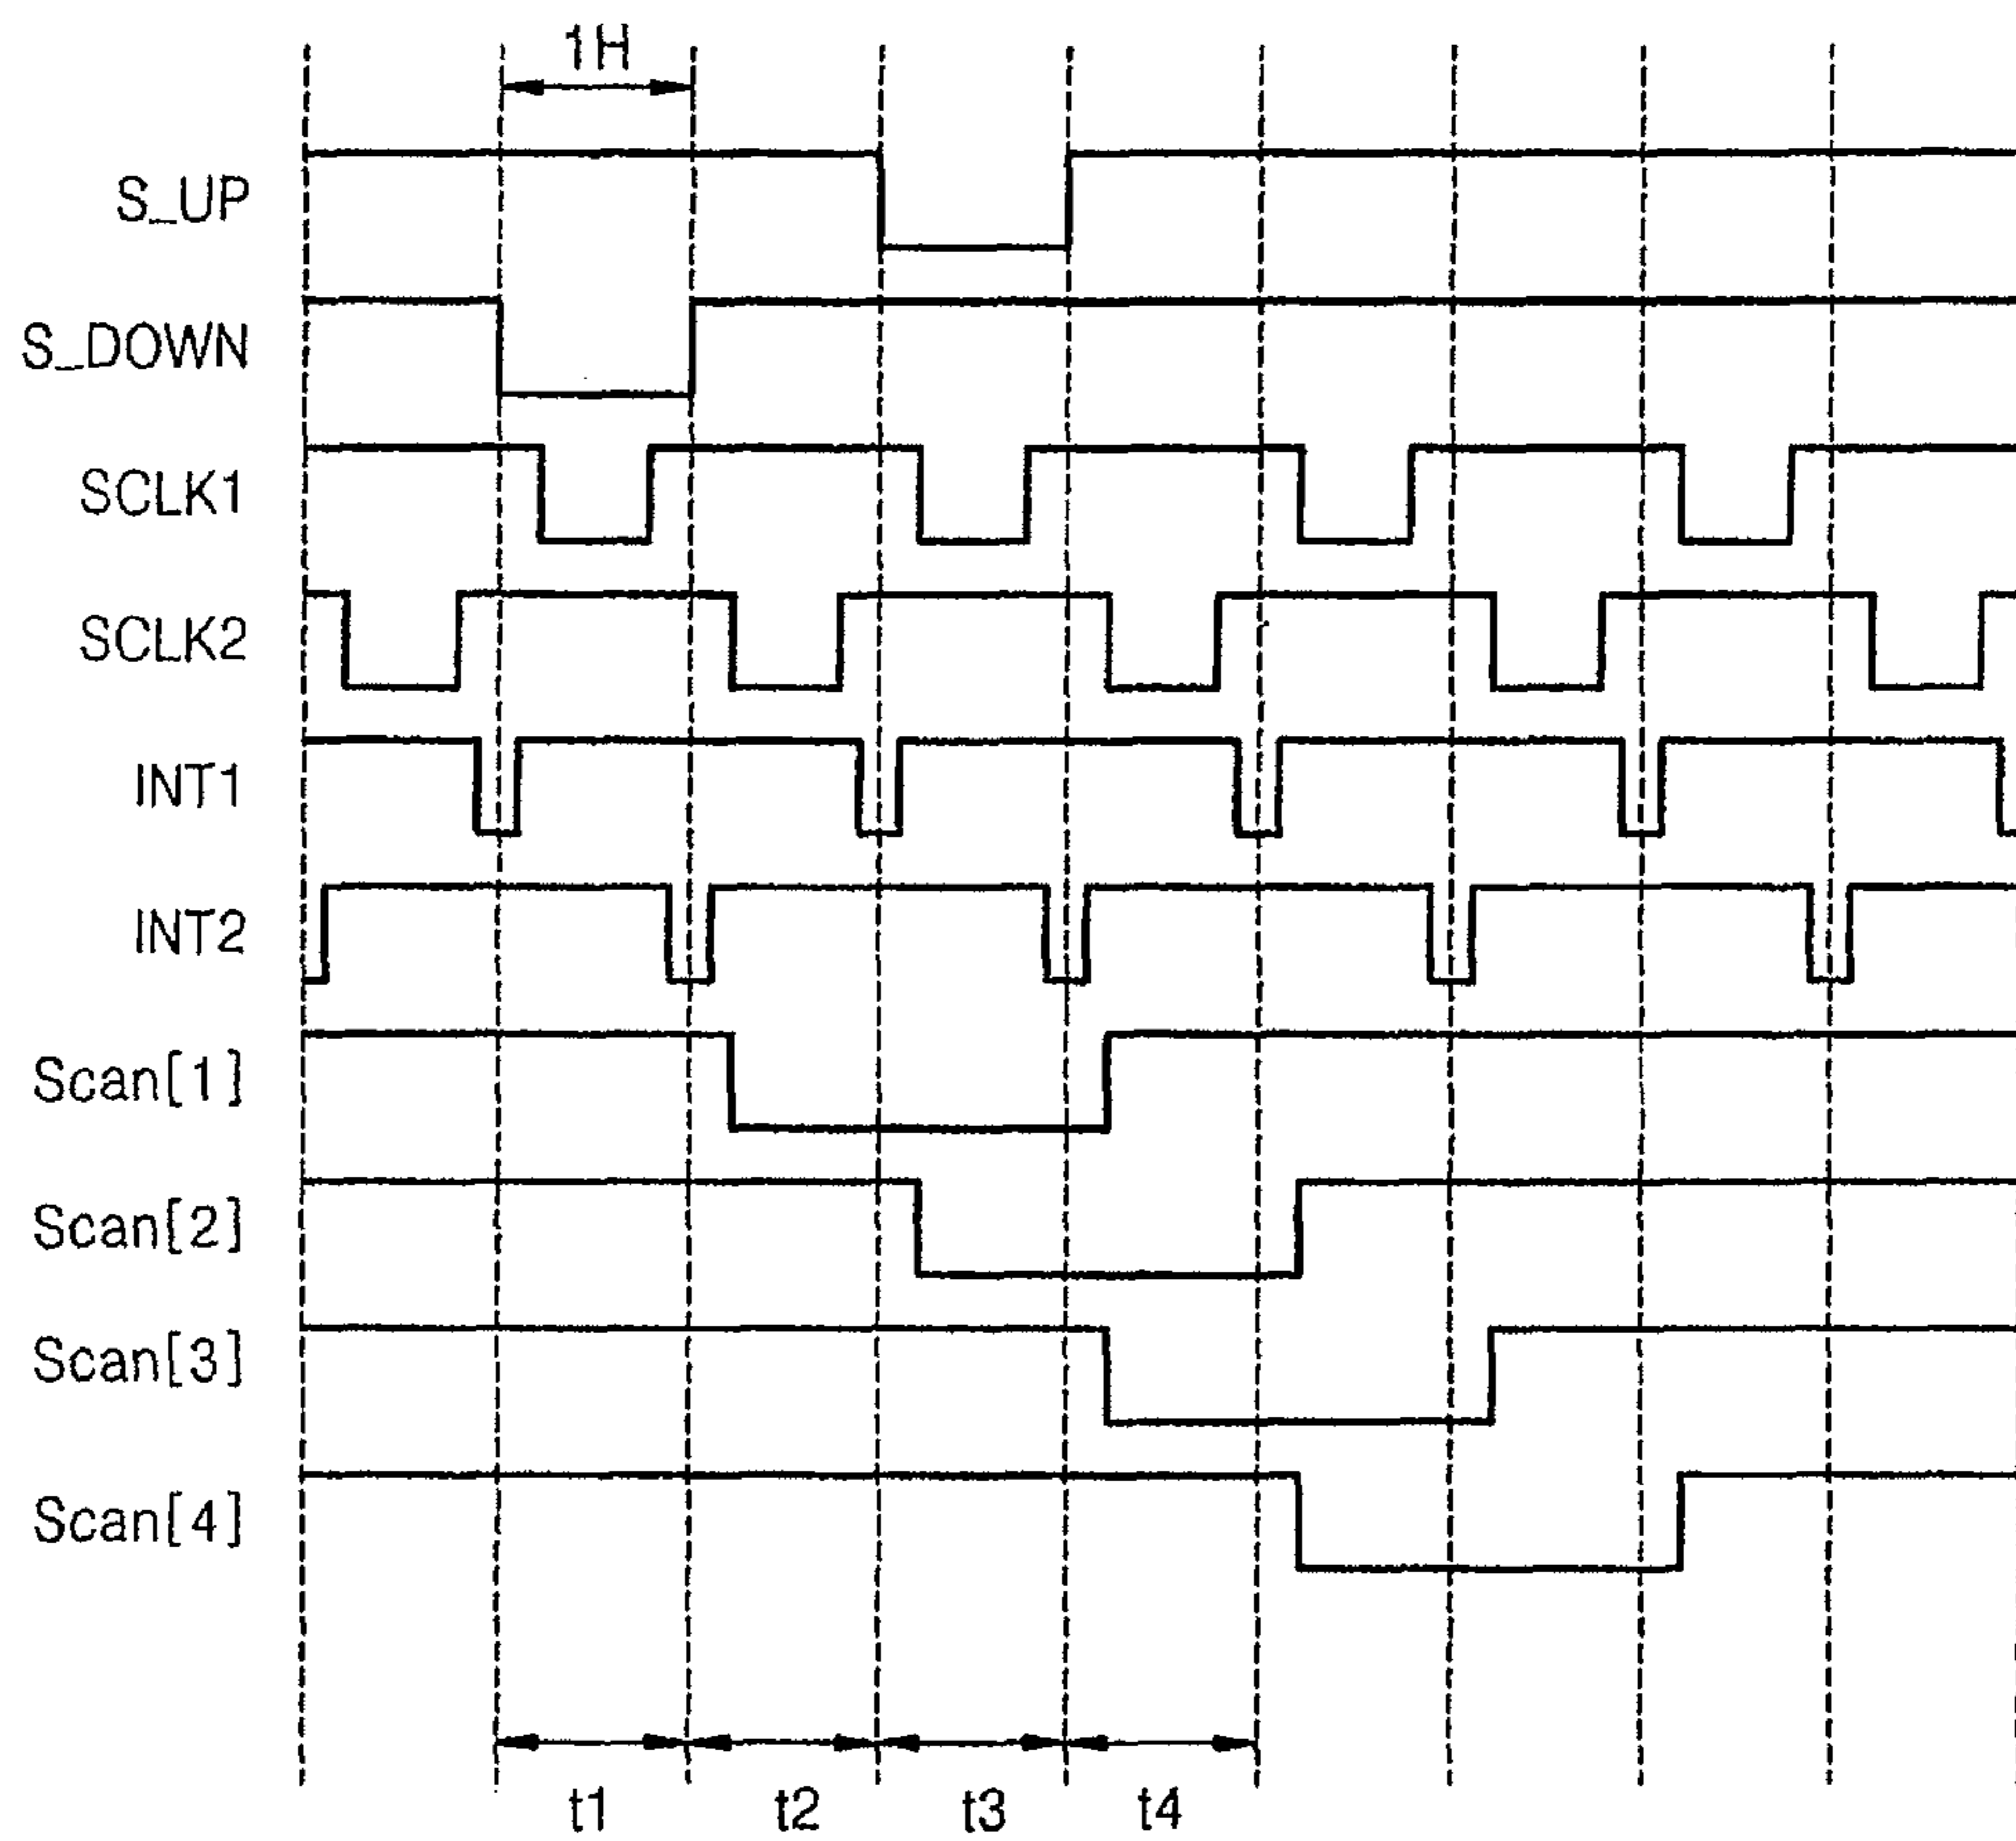 1H
S_UP
S_DOWN
SCLK1
SCLK2
INT1
INT2
Scan[1]
Scan[2]
Scan[3]
Scan[4]
t1 t2 t3 t4